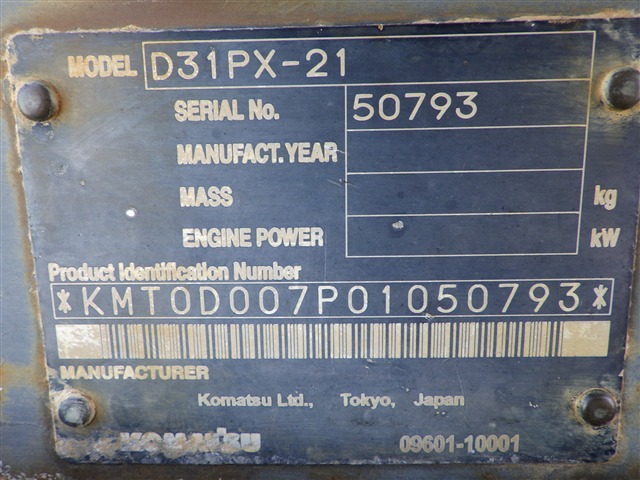 MODEL D31PX-21
SERIAL No. 50793
MANUFACT. YEAR
MASS kg
ENGINE POWER kW
Product Identification Number
*KMT0D007P01050793*
MANUFACTURER
Komatsu Ltd., Tokyo, Japan
KOMATSU 09601-10001